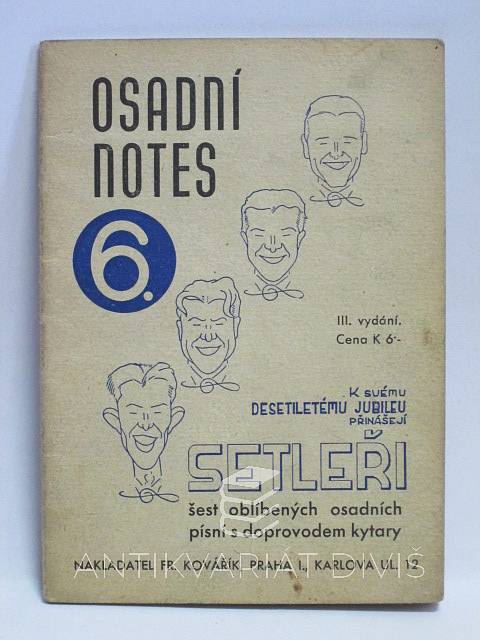 OSADNÍ
NOTES
6.
III. vydání.
Cena K 6·-
K SVÉMU
DESETILETÉMU JUBILEU
PŘINÁŠEJÍ
SETLEŘI
šest oblíbených osadních
písní s doprovodem kytary
ANTIKVARIÁT DIVIŠ
NAKLADATEL FR. KOVÁŘÍK, PRAHA I., KARLOVA UL. 12